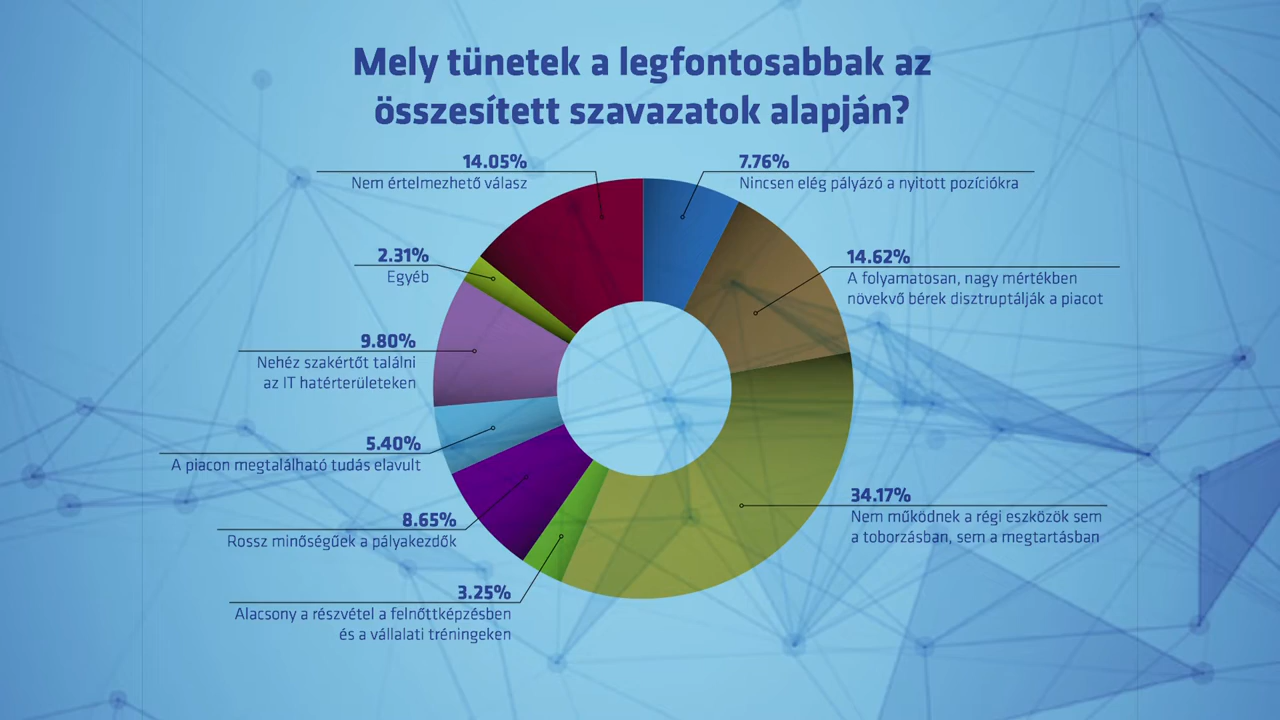 Mely tünetek a legfontosabbak az
összesített szavazatok alapján?
14.05%
Nem értelmezhető válasz
7.76%
Nincsen elég pályázó a nyitott pozíciókra
2.31%
Egyéb
14.62%
A folyamatosan, nagy mértékben
növekvő bérek disztruptálják a piacot
9.80%
Nehéz szakértőt találni
az IT hatérterületeken
5.40%
A piacon megtalálható tudás elavult
34.17%
Nem működnek a régi eszközök sem
a toborzásban, sem a megtartásban
8.65%
Rossz minőségűek a pályakezdők
3.25%
Alacsony a részvétel a felnőttképzésben
és a vállalati tréningeken